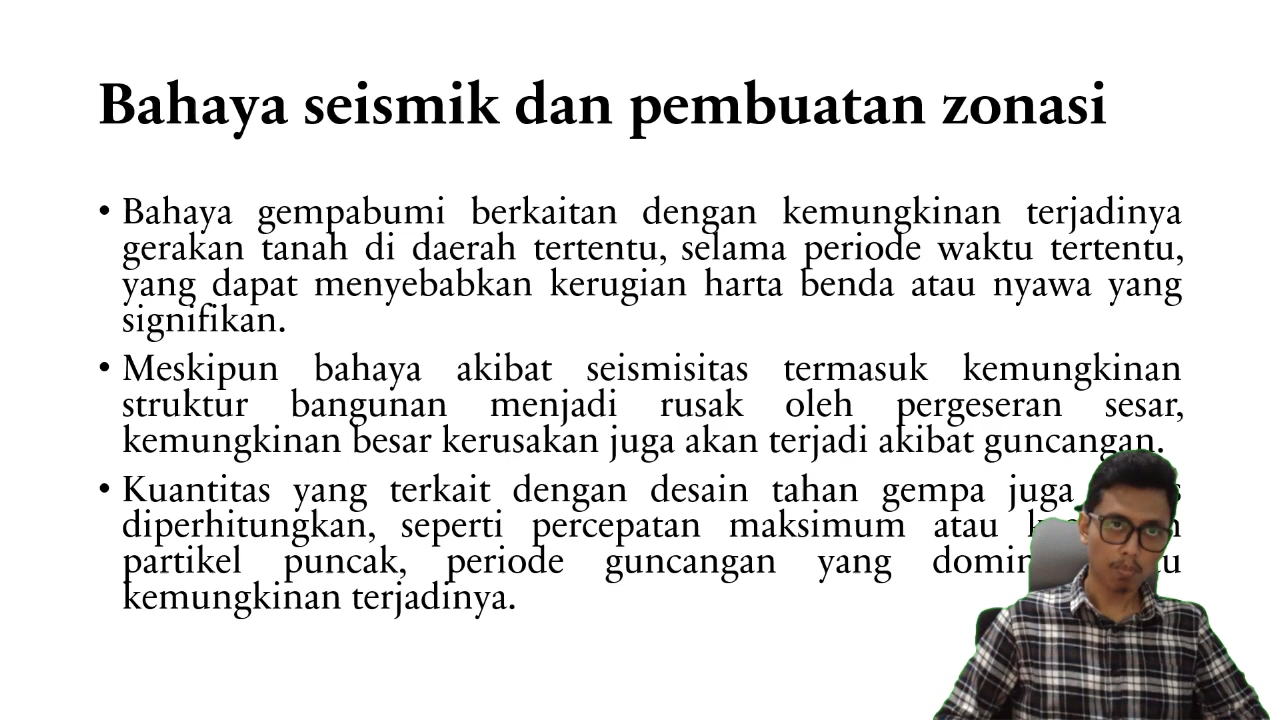 Bahaya seismik dan pembuatan zonasi
• Bahaya gempabumi berkaitan dengan kemungkinan terjadinya
gerakan tanah di daerah tertentu, selama periode waktu tertentu,
yang dapat menyebabkan kerugian harta benda atau nyawa yang
signifikan.
• Meskipun bahaya akibat seismisitas termasuk kemungkinan
struktur bangunan menjadi rusak oleh pergeseran sesar,
kemungkinan besar kerusakan juga akan terjadi akibat guncangan.
• Kuantitas yang terkait dengan desain tahan gempa juga
diperhitungkan, seperti percepatan maksimum atau
partikel puncak, periode guncangan yang
kemungkinan terjadinya.